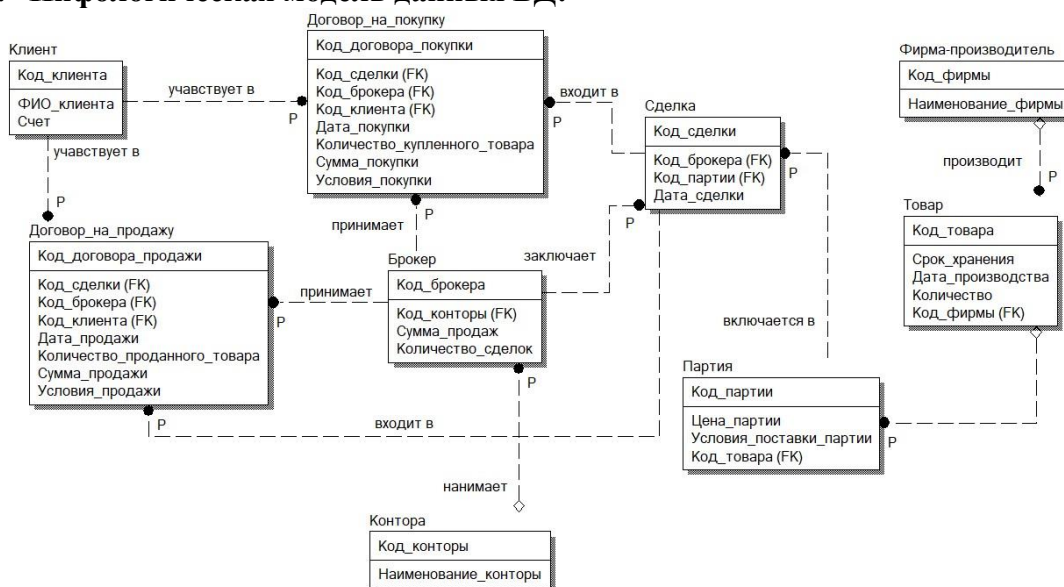 Инфологическая модель данных БД:
Клиент
Код_клиента
ФИО_клиента
Счет
учавствует в
P
учавствует в
P
Договор_на_покупку
Код_договора_покупки
Код_сделки (FK)
Код_брокера (FK)
Код_клиента (FK)
Дата_покупки
Количество_купленного_товара
Сумма_покупки
Условия_покупки
P
входит в
P
принимает
Сделка
Код_сделки
Код_брокера (FK)
Код_партии (FK)
Дата_сделки
P
P
заключает
включается в
Фирма-производитель
Код_фирмы
Наименование_фирмы
производит
P
Товар
Код_товара
Срок_хранения
Дата_производства
Количество
Код_фирмы (FK)
Договор_на_продажу
Код_договора_продажи
Код_сделки (FK)
Код_брокера (FK)
Код_клиента (FK)
Дата_продажи
Количество_проданного_товара
Сумма_продажи
Условия_продажи
P
принимает
P
входит в
Брокер
Код_брокера
Код_конторы (FK)
Сумма_продаж
Количество_сделок
P
нанимает
Партия
Код_партии
Цена_партии
Условия_поставки_партии
Код_товара (FK)
P
Контора
Код_конторы
Наименование_конторы